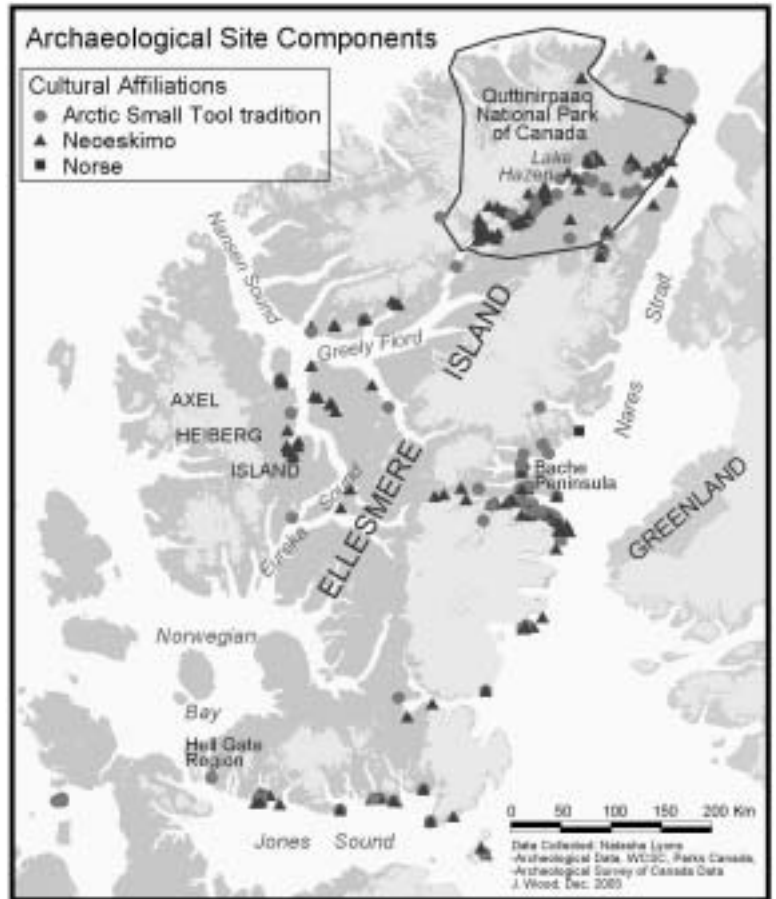 Archaeological Site Components
Cultural Affiliations
Arctic Small Tool tradition
Neoeskimo
Norse
Quttinirpaaq
National Park
of Canada
Lake
Hazen
Nansen Sound
Greely Fiord
ISLAND
Strait
Nares
AXEL
HEIBERG
ISLAND
Bache
Peninsula
GREENLAND
Eureka Sound
ELLESMERE
Norwegian
Bay
Hell Gate
Region
Jones Sound
0 50 100 200 Km
Data Collected: Natasha Lyons
-Archeological Data, WCSC, Parks Canada,
-Archaeological Survey of Canada Data
J. Wood, Dec. 2003